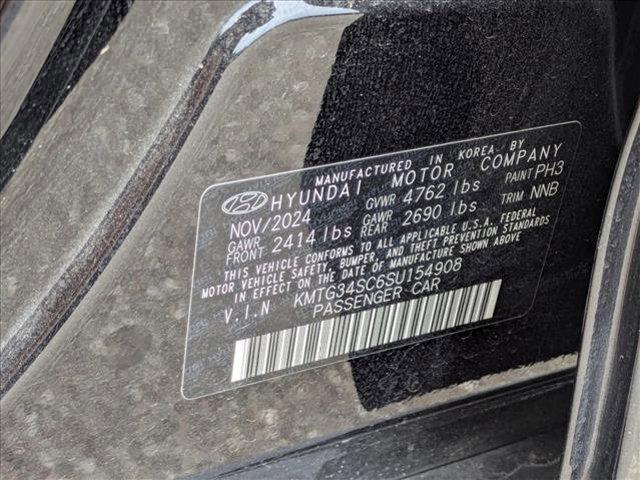 MANUFACTURED IN KOREA BY
HYUNDAI MOTOR COMPANY
NOV/2024 GVWR 4762 lbs PAINT PH3
GAWR FRONT 2414 lbs GAWR REAR 2690 lbs TRIM NNB
THIS VEHICLE CONFORMS TO ALL APPLICABLE U.S.A. FEDERAL
MOTOR VEHICLE SAFETY, BUMPER, AND THEFT PREVENTION STANDARDS
IN EFFECT ON THE DATE OF MANUFACTURE SHOWN ABOVE
V.I.N KMTG34SC6SU154908
PASSENGER CAR